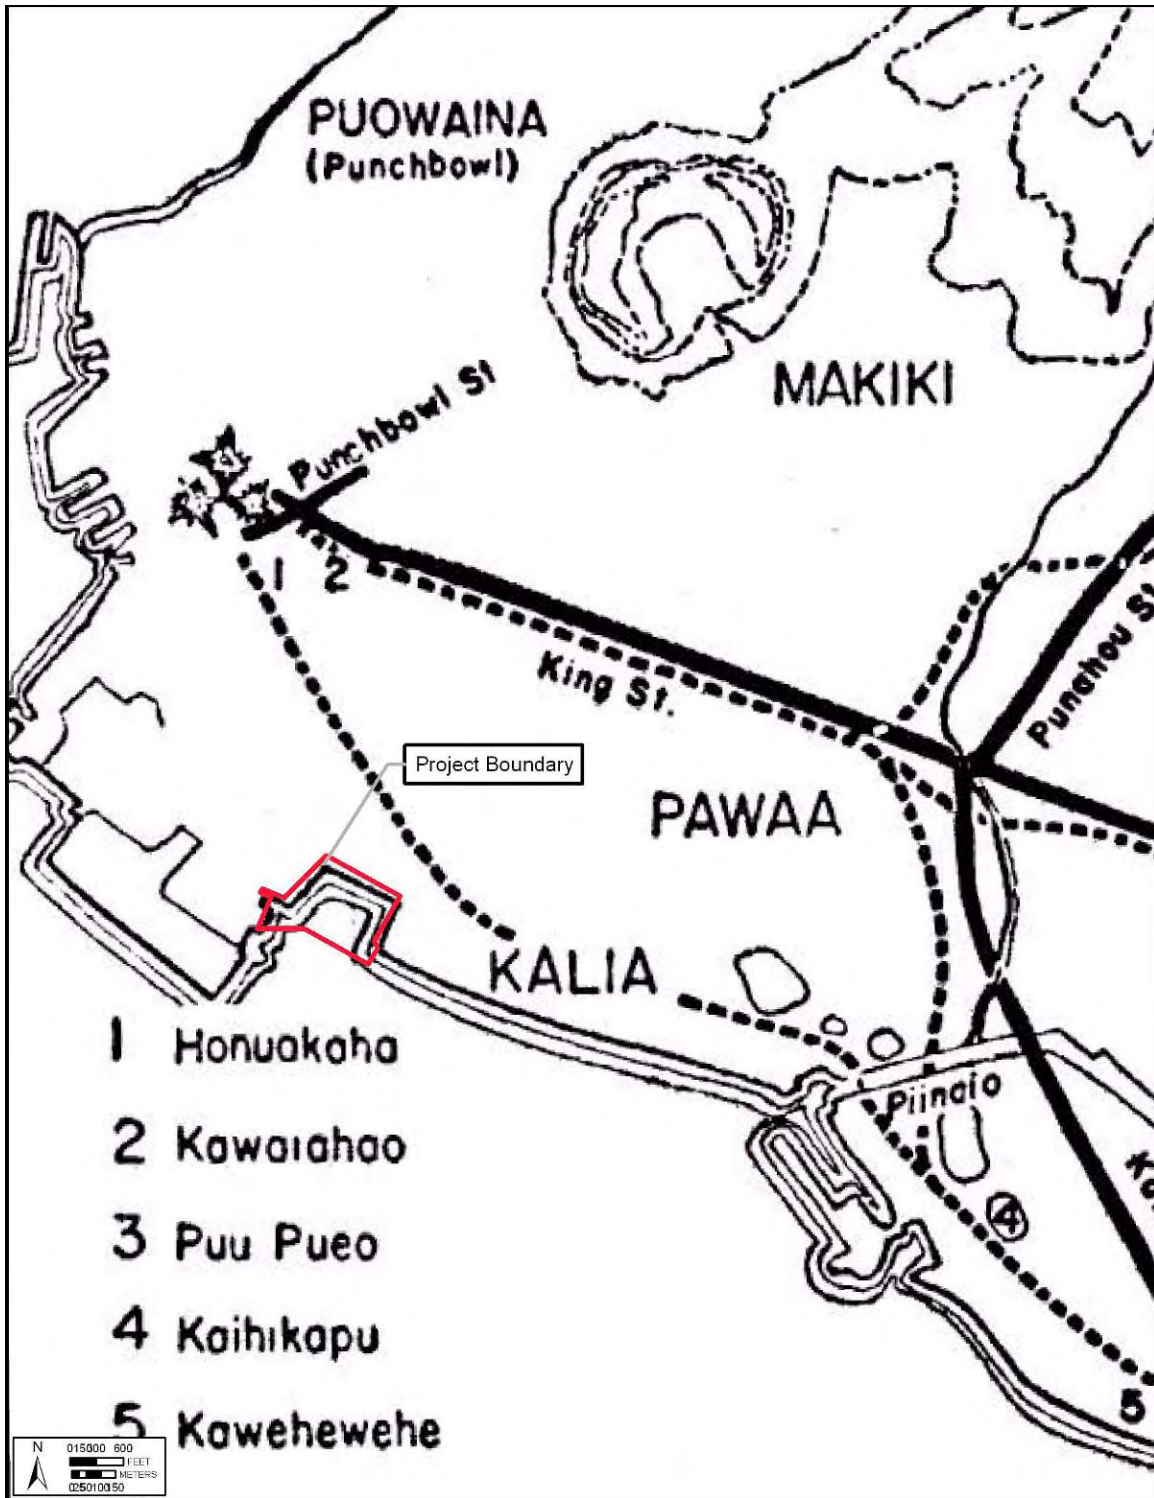 PUOWAINA
(Punchbowl)
MAKIKI
Punchbowl St
1 2
King St.
Punahou St
Project Boundary
PAWAA
KALIA
Piinaio
4
5
1 Honuakaha
2 Kawaiahao
3 Puu Pueo
4 Kaihikapu
5 Kawehewehe
N
FEET
METERS